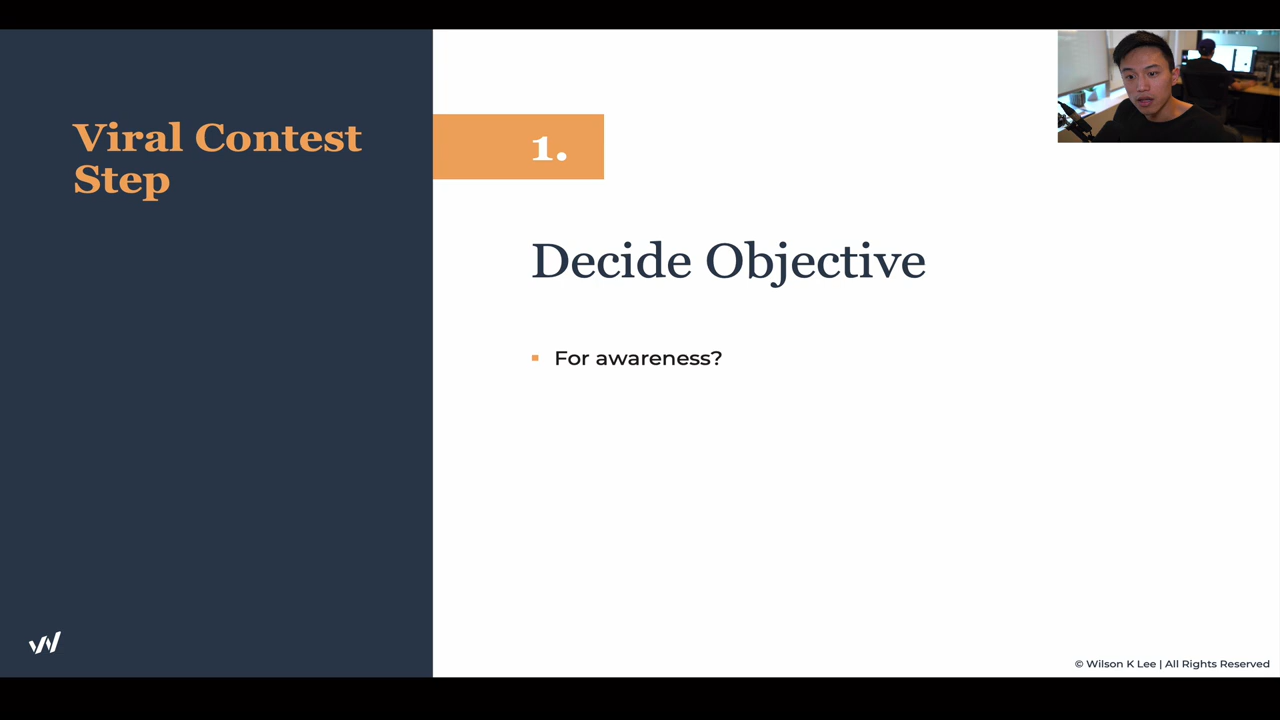 Viral Contest
Step
1.
Decide Objective
For awareness?
© Wilson K Lee | All Rights Reserved